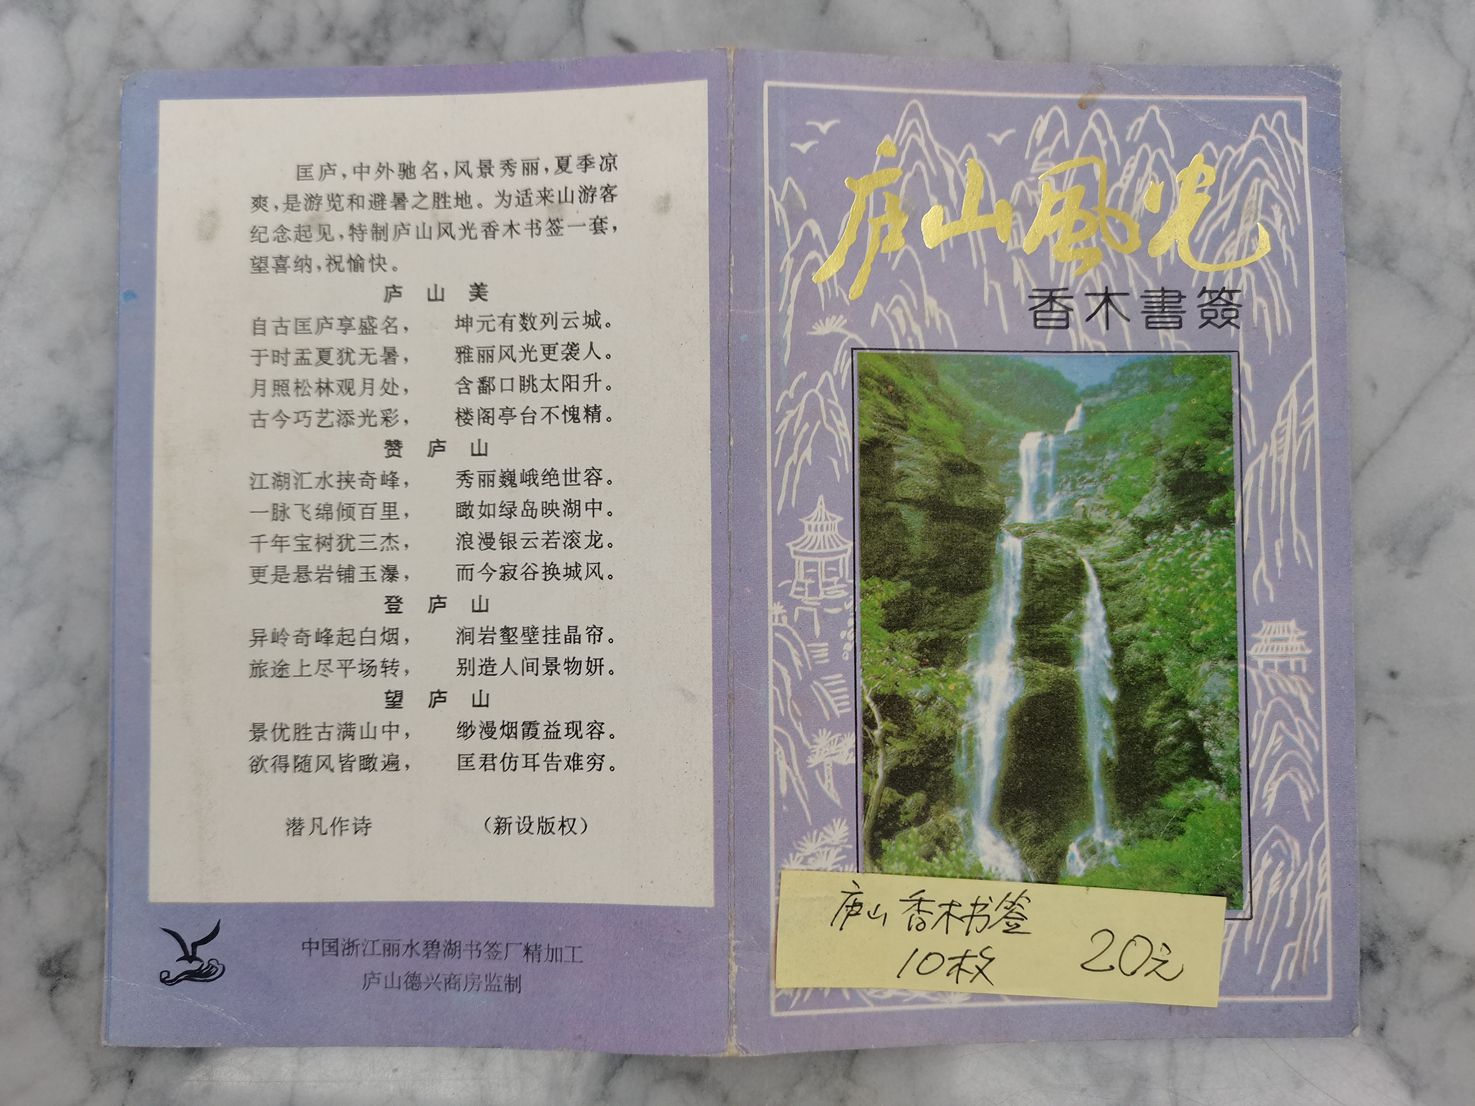 匡庐,中外驰名,风景秀丽,夏季凉
爽,是游览和避暑之胜地。为适来山游客
纪念起见,特制庐山风光香木书签一套,
望喜纳,祝愉快。
庐山美
自古匡庐享盛名, 坤元有数列云城。
于时孟夏犹无暑, 雅丽风光更袭人。
月照松林观月处, 含鄱口眺太阳升。
古今巧艺添光彩, 楼阁亭台不愧精。
赞庐山
江湖汇水挟奇峰, 秀丽巍峨绝世容。
一脉飞绵倾百里, 瞰如绿岛映湖中。
千年宝树犹三杰, 浪漫银云若滚龙。
更是悬岩铺玉瀑, 而今寂谷换城风。
登庐山
异岭奇峰起白烟, 涧岩壑壁挂晶帘。
旅途上尽平场转, 别造人间景物妍。
望庐山
景优胜古满山中, 缈漫烟霞益现容。
欲得随风皆瞰遍, 匡君仿耳告难穷。
潜凡作诗 (新设版权)
中国浙江丽水碧湖书签厂精加工
庐山德兴商房监制
庐山風光
香木書簽
庐山香木书签
10枚 20元